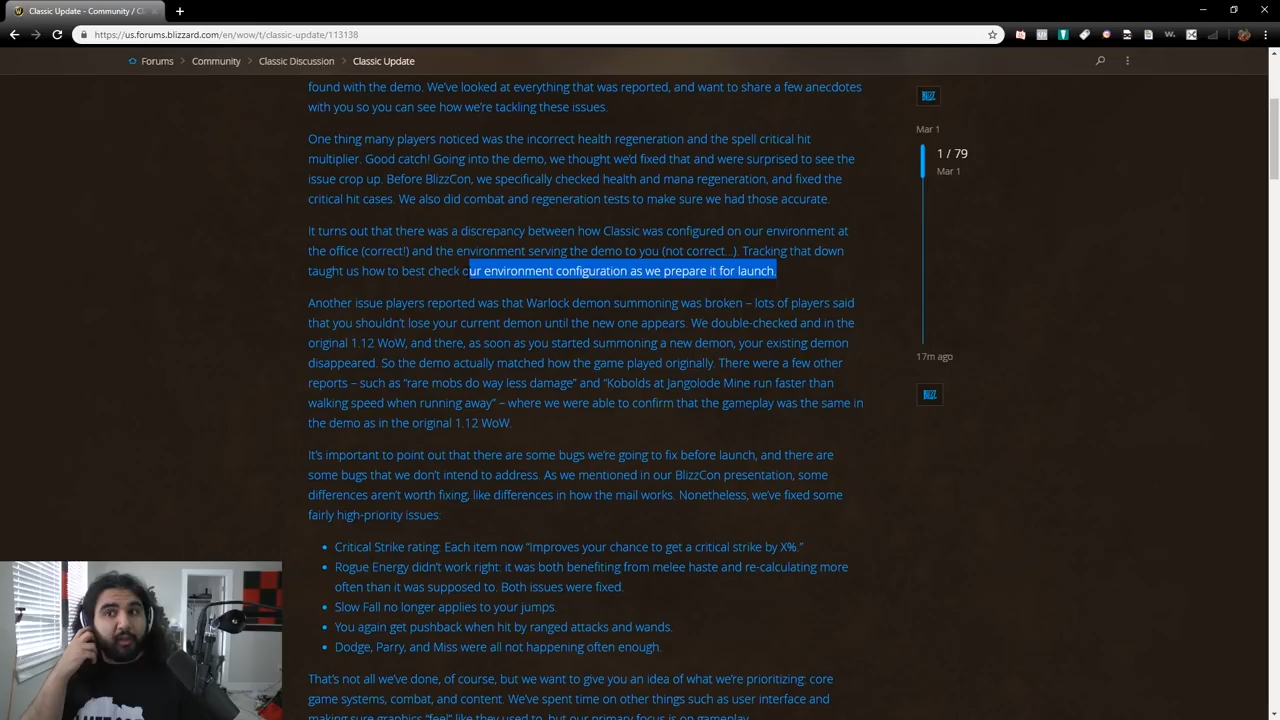 Classic Update - Community / Cl
https://us.forums.blizzard.com/en/wow/t/classic-update/113138
Forums
Community
Classic Discussion
Classic Update
found with the demo. We've looked at everything that was reported, and want to share a few anecdotes
with you so you can see how we're tackling these issues.
One thing many players noticed was the incorrect health regeneration and the spell critical hit
multiplier. Good catch! Going into the demo, we thought we'd fixed that and were surprised to see the
issue crop up. Before BlizzCon, we specifically checked health and mana regeneration, and fixed the
critical hit cases. We also did combat and regeneration tests to make sure we had those accurate.
It turns out that there was a discrepancy between how Classic was configured on our environment at
the office (correct!) and the environment serving the demo to you (not correct...). Tracking that down
taught us how to best check our environment configuration as we prepare it for launch.
Another issue players reported was that Warlock demon summoning was broken – lots of players said
that you shouldn't lose your current demon until the new one appears. We double-checked and in the
original 1.12 WoW, and there, as soon as you started summoning a new demon, your existing demon
disappeared. So the demo actually matched how the game played originally. There were a few other
reports – such as "rare mobs do way less damage" and "Kobolds at Jangolode Mine run faster than
walking speed when running away" – where we were able to confirm that the gameplay was the same in
the demo as in the original 1.12 WoW.
It's important to point out that there are some bugs we're going to fix before launch, and there are
some bugs that we don't intend to address. As we mentioned in our BlizzCon presentation, some
differences aren't worth fixing, like differences in how the mail works. Nonetheless, we've fixed some
fairly high-priority issues:
• Critical Strike rating: Each item now "Improves your chance to get a critical strike by X%."
• Rogue Energy didn't work right: it was both benefiting from melee haste and re-calculating more
often than it was supposed to. Both issues were fixed.
• Slow Fall no longer applies to your jumps.
• You again get pushback when hit by ranged attacks and wands.
• Dodge, Parry, and Miss were all not happening often enough.
That's not all we've done, of course, but we want to give you an idea of what we're prioritizing: core
game systems, combat, and content. We've spent time on other things such as user interface and
making sure graphics "feel" like they used to, but our primary focus is on gameplay.
BLIZZ
Mar 1
1 / 79
Mar 1
17m ago
BLIZZ